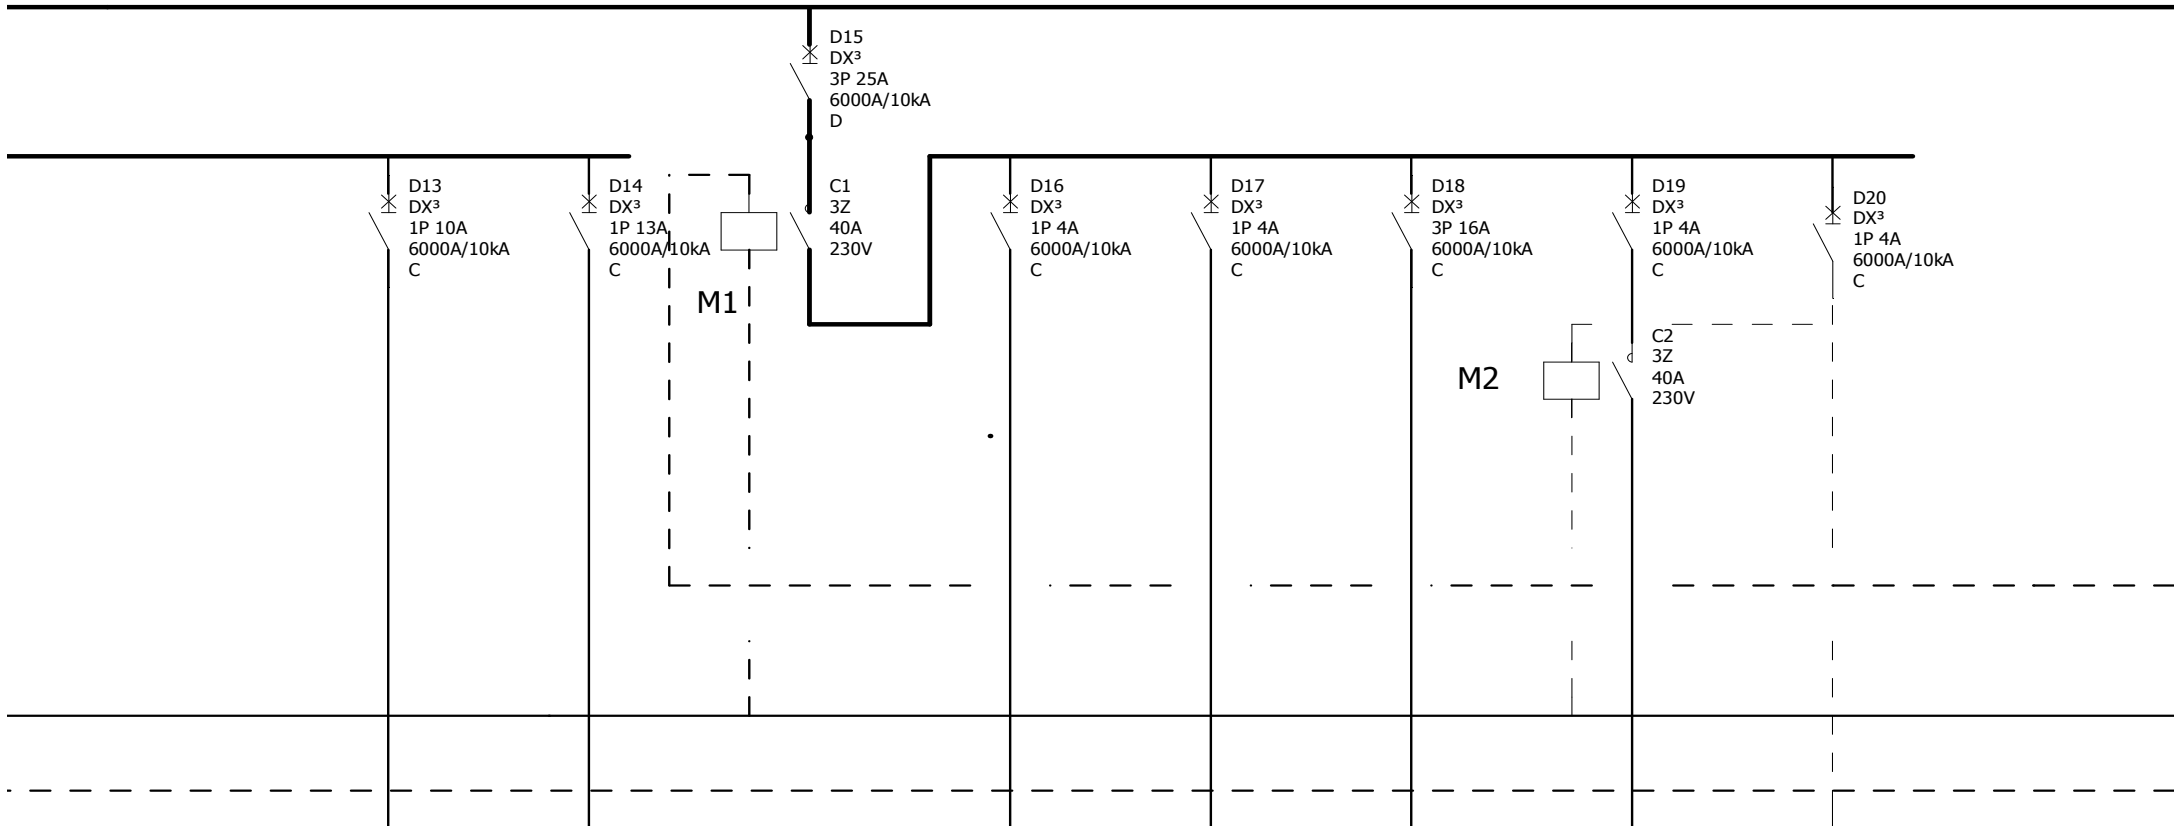 D15
DX³
3P 25A
6000A/10kA
D
D13
DX³
1P 10A
6000A/10kA
C
D14
DX³
1P 13A
6000A/10kA
C
M1
C1
3Z
40A
230V
D16
DX³
1P 4A
6000A/10kA
C
D17
DX³
1P 4A
6000A/10kA
C
D18
DX³
3P 16A
6000A/10kA
C
D19
DX³
1P 4A
6000A/10kA
C
D20
DX³
1P 4A
6000A/10kA
C
M2
C2
3Z
40A
230V